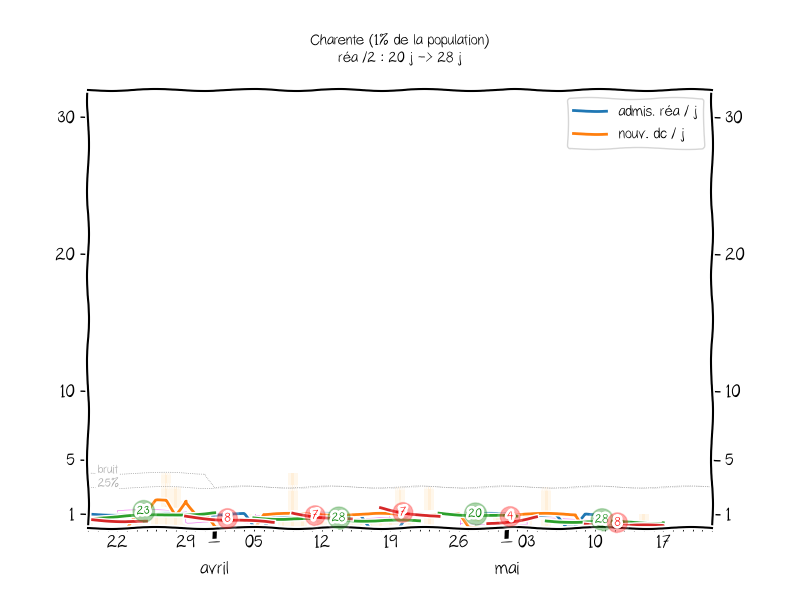 Charente (1% de la population)
réa /2 : 20 j -> 28 j
admis. réa / j
nouv. dc / j
30 30
20 20
10 10
5 5
1 1
bruit
25%
23 8 7 28 7 20 4 28 8
22 29 05 12 19 26 03 10 17
avril mai